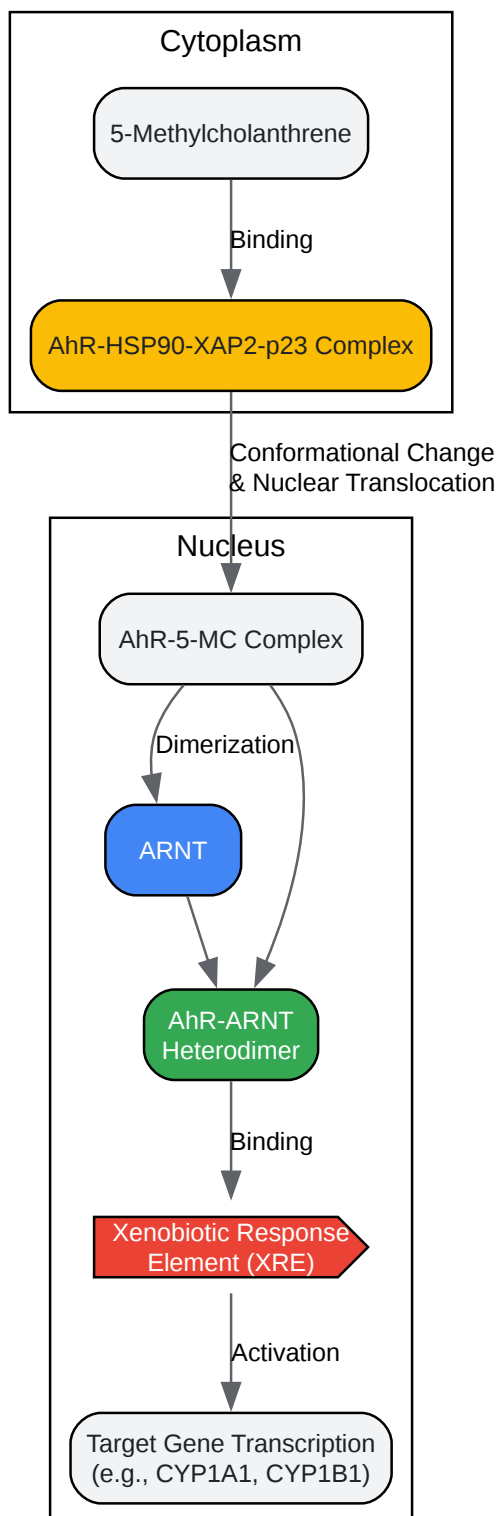 Cytoplasm
5-Methylcholanthrene
Binding
AhR-HSP90-XAP2-p23 Complex
Conformational Change
& Nuclear Translocation
Nucleus
AhR-5-MC Complex
Dimerization
ARNT
AhR-ARNT
Heterodimer
Binding
Xenobiotic Response
Element (XRE)
Activation
Target Gene Transcription
(e.g., CYP1A1, CYP1B1)